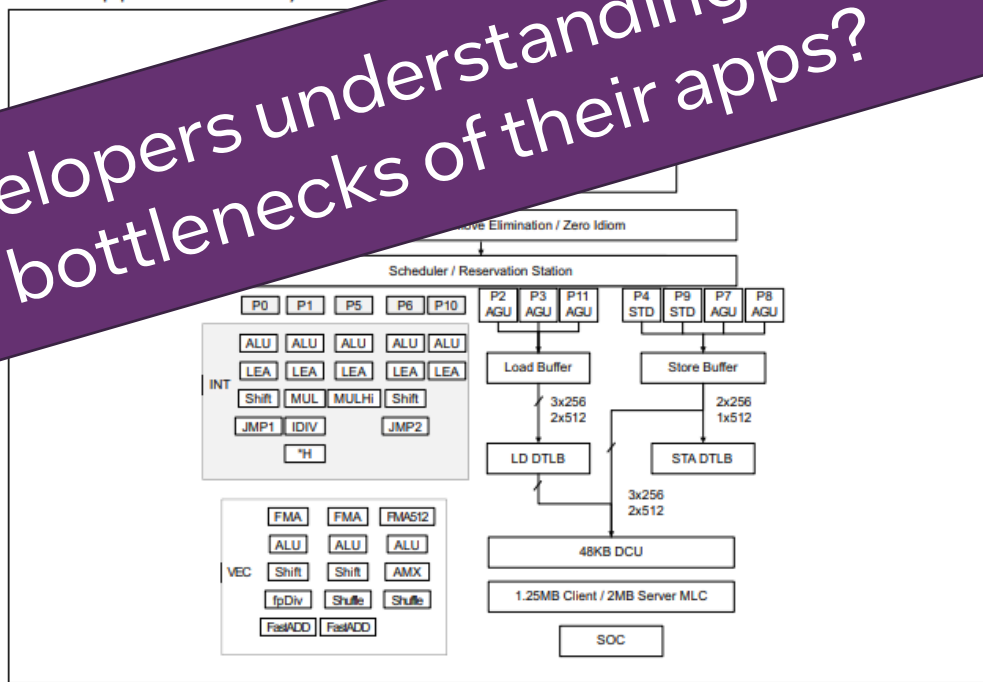 elopers understanding
bottlenecks of their apps?
ove Elimination / Zero Idiom
Scheduler / Reservation Station
P0 P1 P5 P6 P10
P2 AGU
P3 AGU
P11 AGU
P4 STD
P9 STD
P7 AGU
P8 AGU
INT
ALU ALU ALU ALU ALU
LEA LEA LEA LEA LEA
Shift MUL MULHi Shift
JMP1 IDIV JMP2
*H
Load Buffer
Store Buffer
3x256
2x512
2x256
1x512
LD DTLB
STA DTLB
3x256
2x512
VEC
FMA FMA FMA512
ALU ALU ALU
Shift Shift AMX
fpDiv Shuffle Shuffle
FastADD FastADD
48KB DCU
1.25MB Client / 2MB Server MLC
SOC